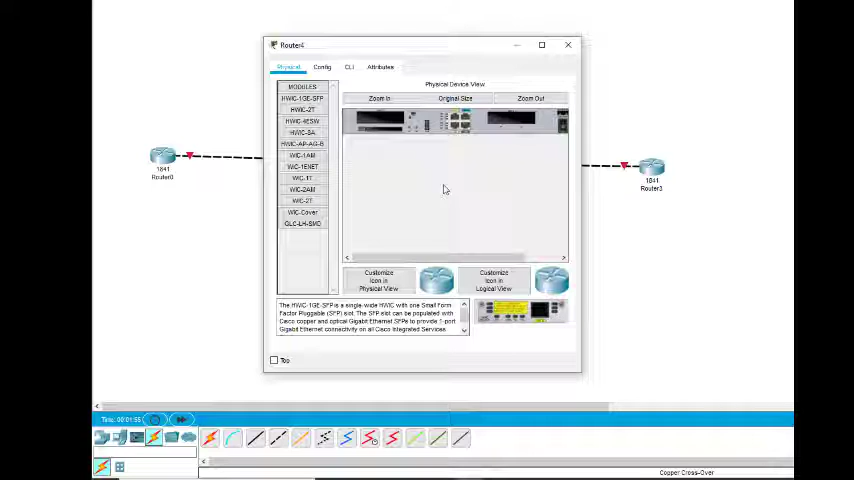 Router4
Physical
Config
CLI
Attributes
MODULES
HWIC-1GE-SFP
HWIC-2T
HWIC-4ESW
HWIC-8A
HWIC-AP-AG-B
WIC-1AM
WIC-1ENET
WIC-1T
WIC-2AM
WIC-2T
WIC-Cover
GLC-LH-SMD
Physical Device View
Zoom In
Original Size
Zoom Out
1841
Router0
1841
Router3
Customize
Icon in
Physical View
Customize
Icon in
Logical View
The HWIC-1GE-SFP is a single-wide HWIC with one Small Form
Factor Pluggable (SFP) slot. The SFP slot can be populated with
Cisco copper and optical Gigabit Ethernet SFPs to provide 1-port
Gigabit Ethernet connectivity on all Cisco Integrated Services
Top
Time: 00:01:55
Copper Cross-Over